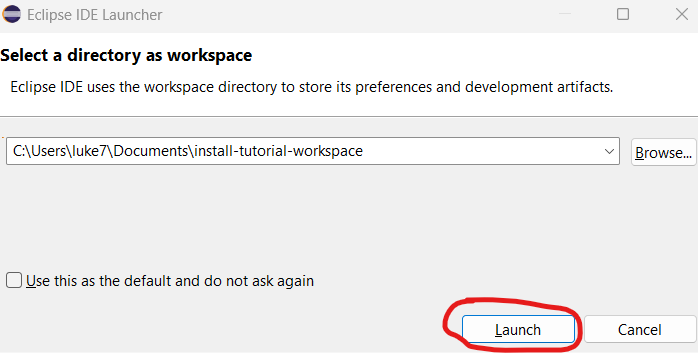 Eclipse IDE Launcher
Select a directory as workspace
Eclipse IDE uses the workspace directory to store its preferences and development artifacts.
C:\Users\luke7\Documents\install-tutorial-workspace
Browse...
Use this as the default and do not ask again
Launch
Cancel